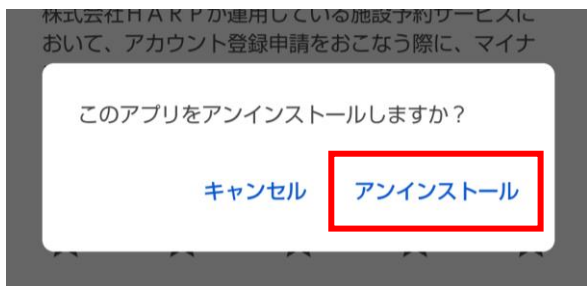 株式会社ＨＡＲＰが運用している施設予約サービスに
おいて、アカウント登録申請をおこなう際に、マイナ
このアプリをアンインストールしますか？
キャンセル アンインストール